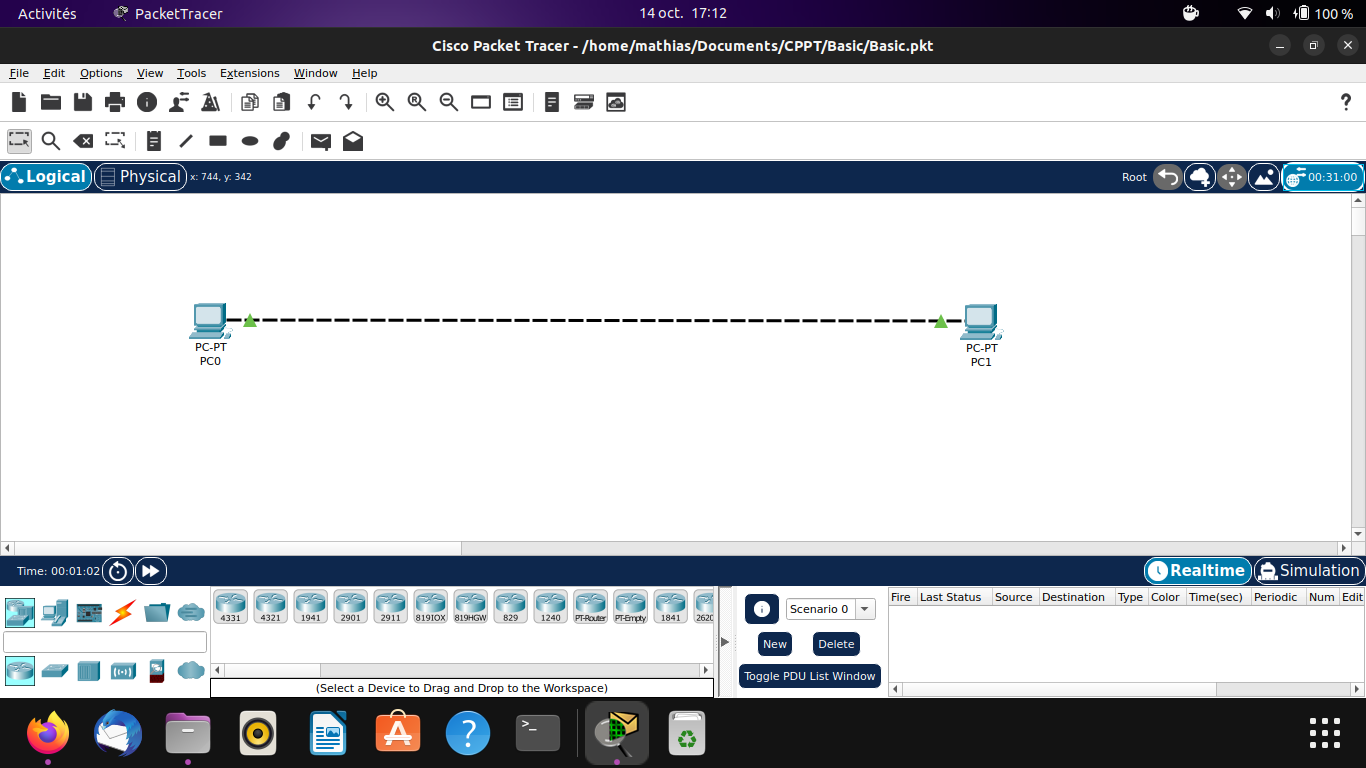 Activités PacketTracer 14 oct. 17:12 100 %
Cisco Packet Tracer - /home/mathias/Documents/CPPT/Basic/Basic.pkt
File Edit Options View Tools Extensions Window Help
Logical Physical x: 744, y: 342 Root 00:31:00
PC-PT
PC0
PC-PT
PC1
Time: 00:01:02 Realtime Simulation
4331 4321 1941 2901 2911 819IOX 819HGW 829 1240 PT-Router PT-Empty 1841 2620
(Select a Device to Drag and Drop to the Workspace)
Scenario 0
New Delete
Toggle PDU List Window
Fire Last Status Source Destination Type Color Time(sec) Periodic Num Edit